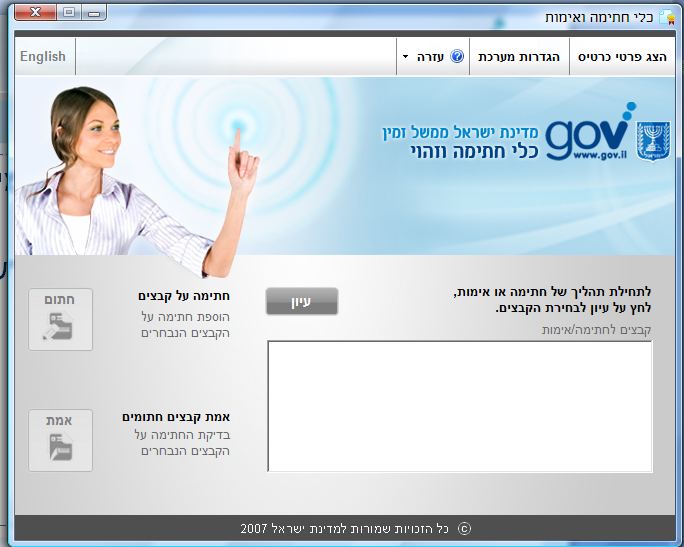 כלי חתימה ואימות
הצג פרטי כרטיס
הגדרות מערכת
עזרה
English
gov
www.gov.il
מדינת ישראל ממשל זמין
כלי חתימה וזהוי
לתחילת תהליך של חתימה או אימות,
לחץ על עיון לבחירת הקבצים.
עיון
קבצים לחתימה/אימות
חתימה על קבצים
הוספת חתימה על
הקבצים הנבחרים
חתום
אמת קבצים חתומים
בדיקת החתימה על
הקבצים הנבחרים
אמת
© כל הזכויות שמורות למדינת ישראל 2007